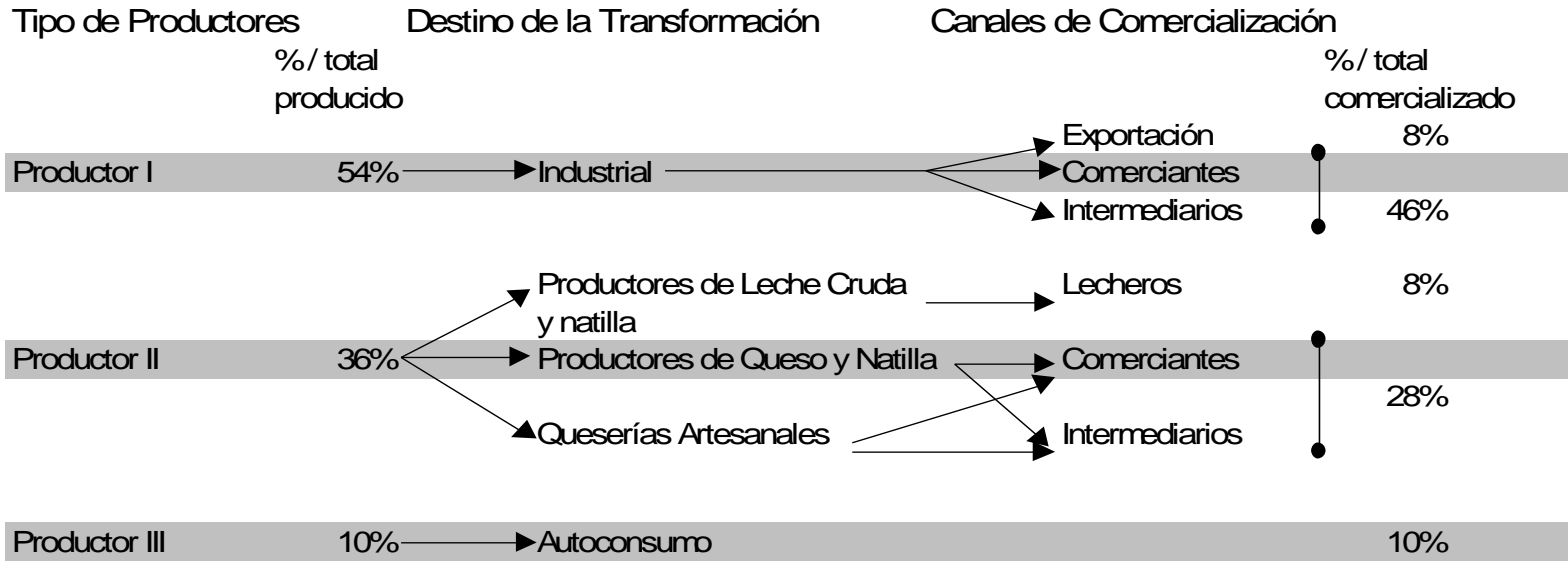 Tipo de Productores Destino de la Transformación Canales de Comercialización
% / total % / total
producido comercializado
Exportación 8%
Productor I 54% Industrial Comerciantes
Intermediarios 46%
Productores de Leche Cruda Lecheros 8%
y natilla
Productor II 36% Productores de Queso y Natilla Comerciantes
28%
Queserías Artesanales Intermediarios
Productor III 10% Autoconsumo 10%